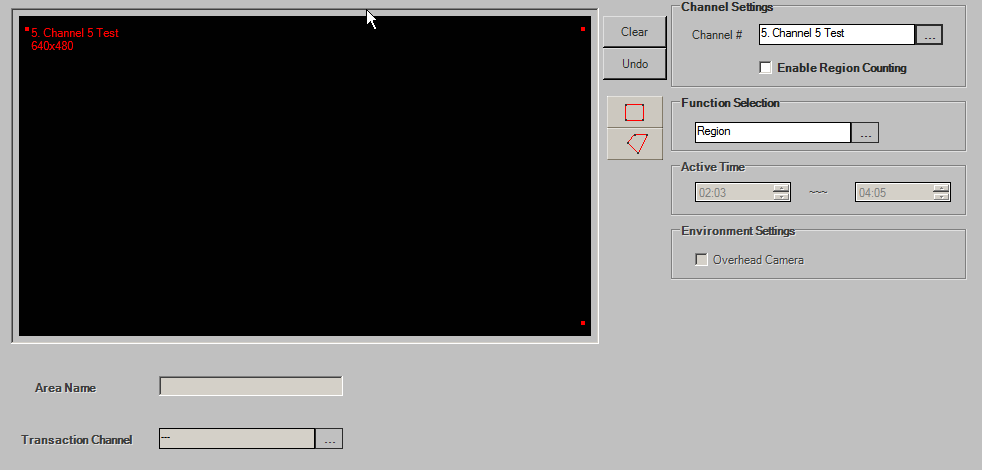 5. Channel 5 Test
640x480
Clear
Undo
Channel Settings
Channel #
5. Channel 5 Test
...
Enable Region Counting
Function Selection
Region
...
Active Time
02:03
~~~
04:05
Environment Settings
Overhead Camera
Area Name
Transaction Channel
---
...